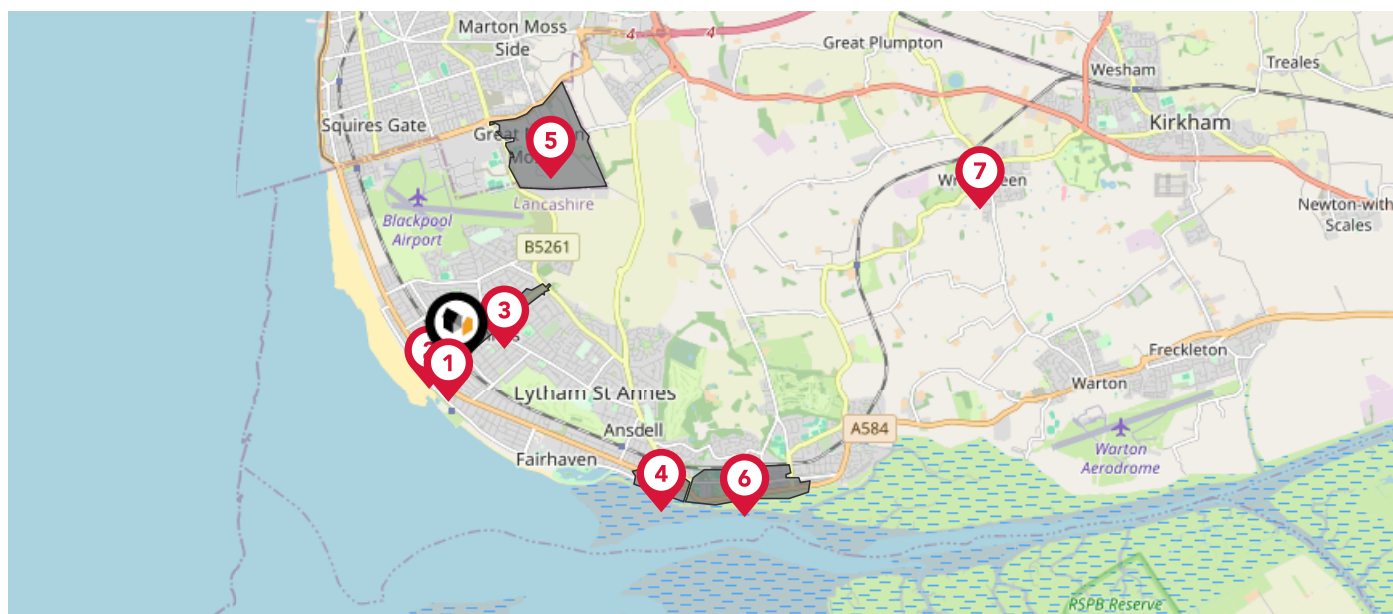 Marton Moss
Side
4
4
Great Plumpton
Wesham
Treales
Squires Gate
Kirkham
Great
5
7
Lancashire
Newton-with
Scales
Blackpool
Airport
B5261
3
1
Freckleton
Lytham St Annes
Warton
Ansdell
A584
Fairhaven
Warton
Aerodrome
4
6
RSPB Reserve